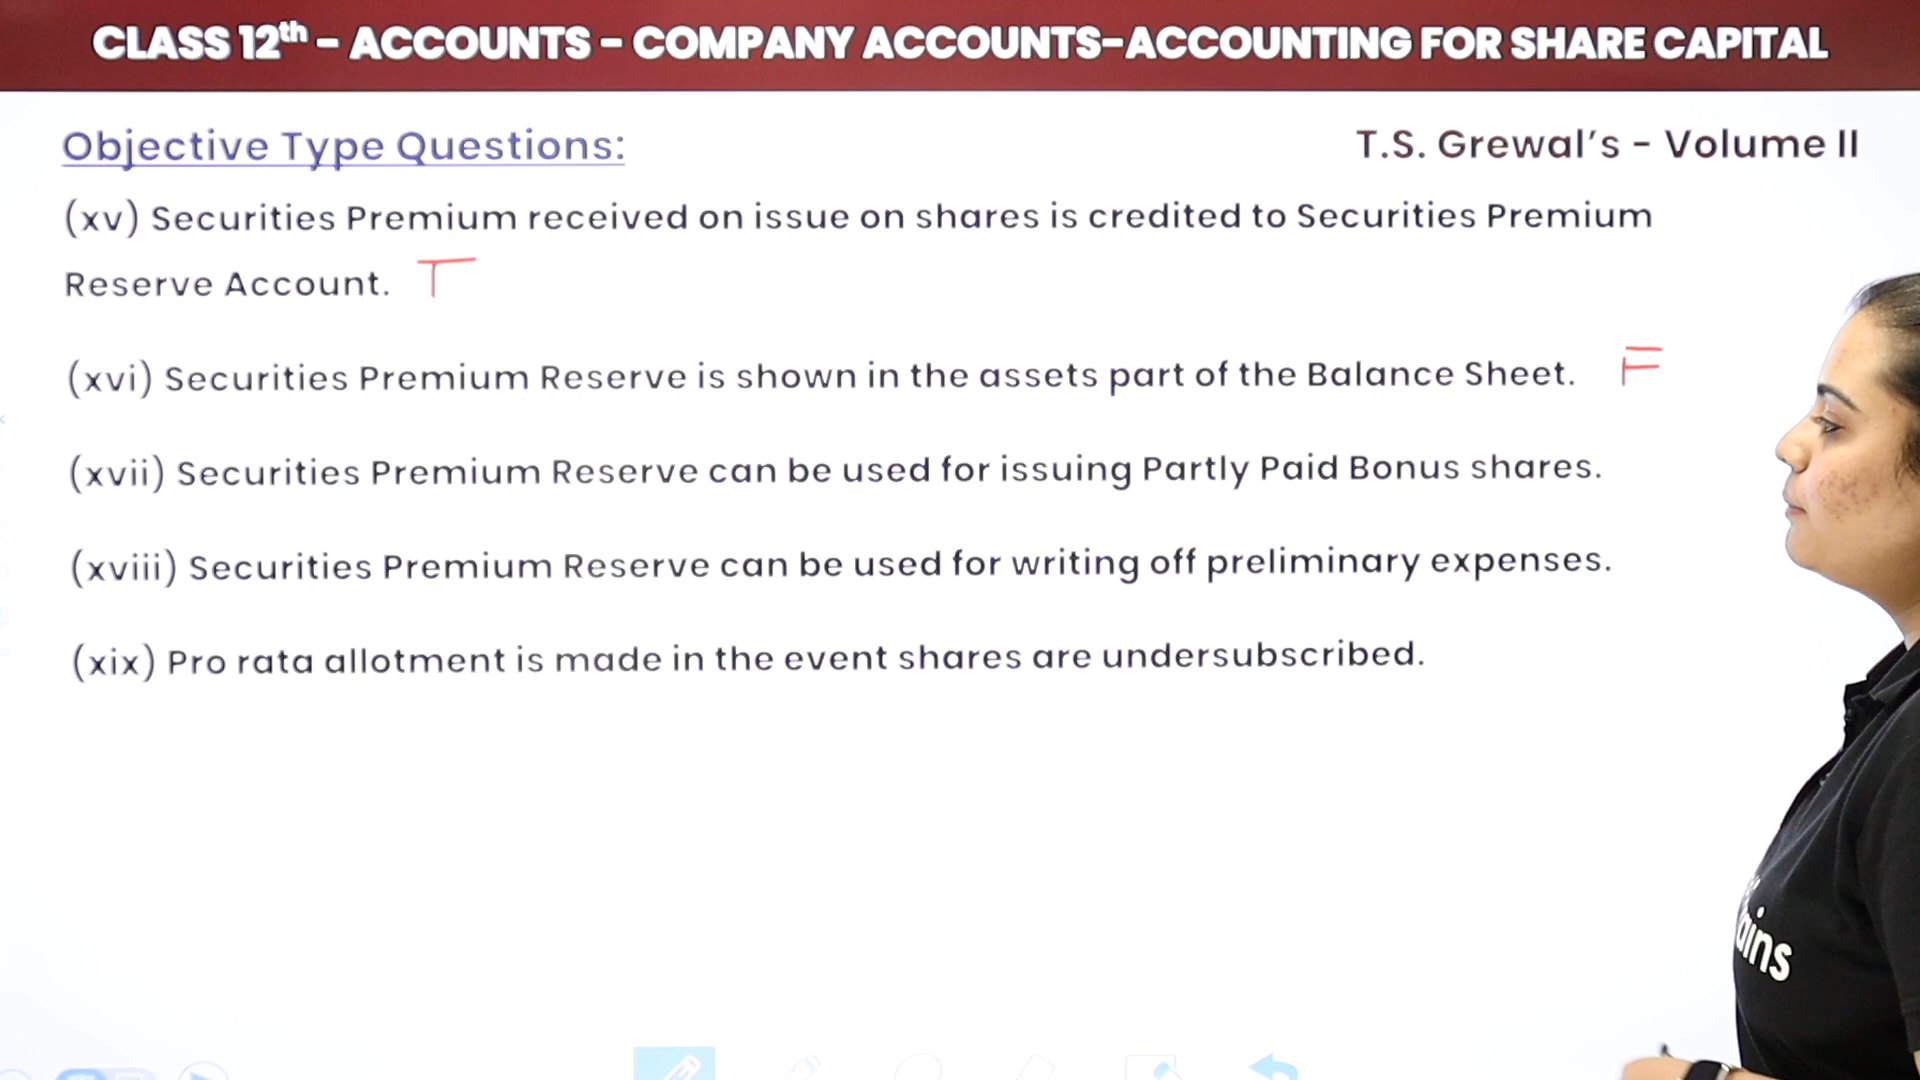 CLASS 12th - ACCOUNTS - COMPANY ACCOUNTS-ACCOUNTING FOR SHARE CAPITAL
Objective Type Questions:
T.S. Grewal's - Volume II
(xv) Securities Premium received on issue on shares is credited to Securities Premium
Reserve Account. T
(xvi) Securities Premium Reserve is shown in the assets part of the Balance Sheet. F
(xvii) Securities Premium Reserve can be used for issuing Partly Paid Bonus shares.
(xviii) Securities Premium Reserve can be used for writing off preliminary expenses.
(xix) Pro rata allotment is made in the event shares are undersubscribed.